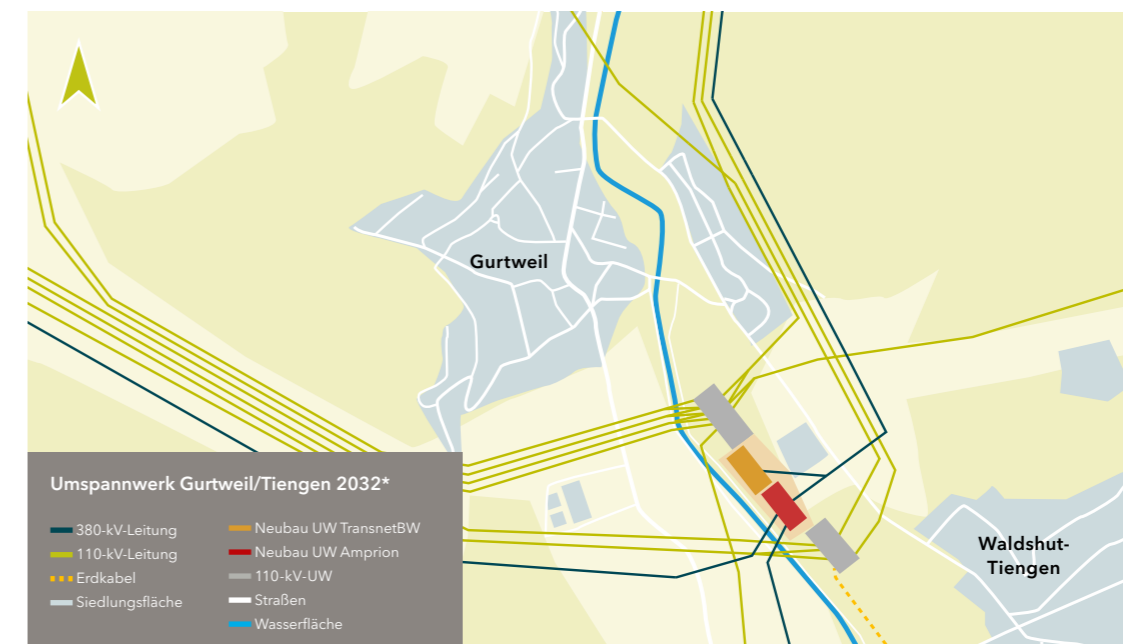 Gurtweil
Waldshut-
Tiengen
Umspannwerk Gurtweil/Tiengen 2032*
380-kV-Leitung
110-kV-Leitung
Erdkabel
Siedlungsfläche
Neubau UW TransnetBW
Neubau UW Amprion
110-kV-UW
Straßen
Wasserfläche